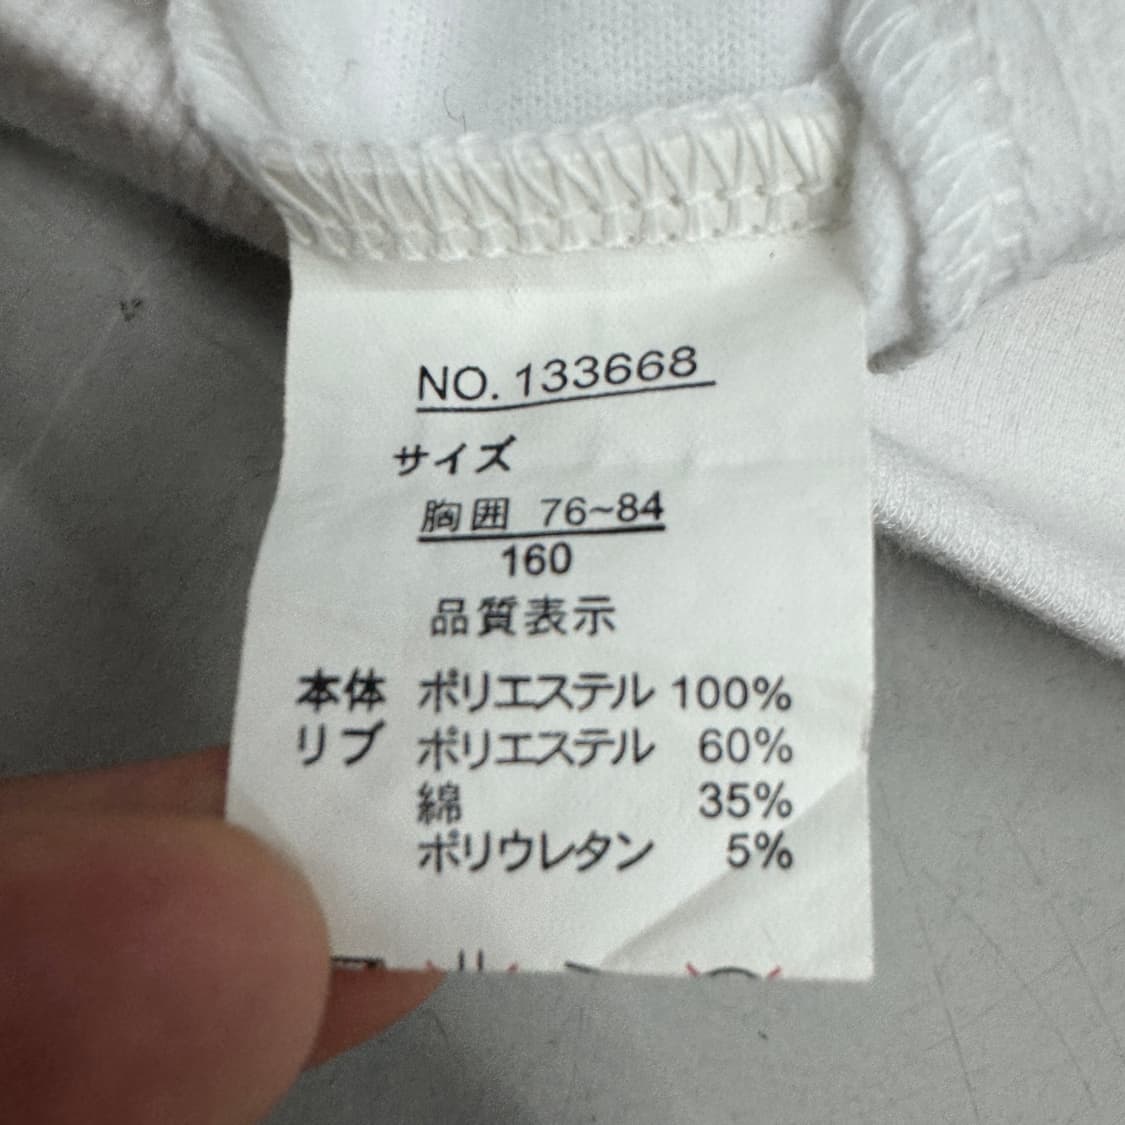 NO. 133668
サイズ
胸囲 76~84
160
品質表示
本体 ポリエステル 100%
リブ ポリエステル 60%
綿 35%
ポリウレタン 5%